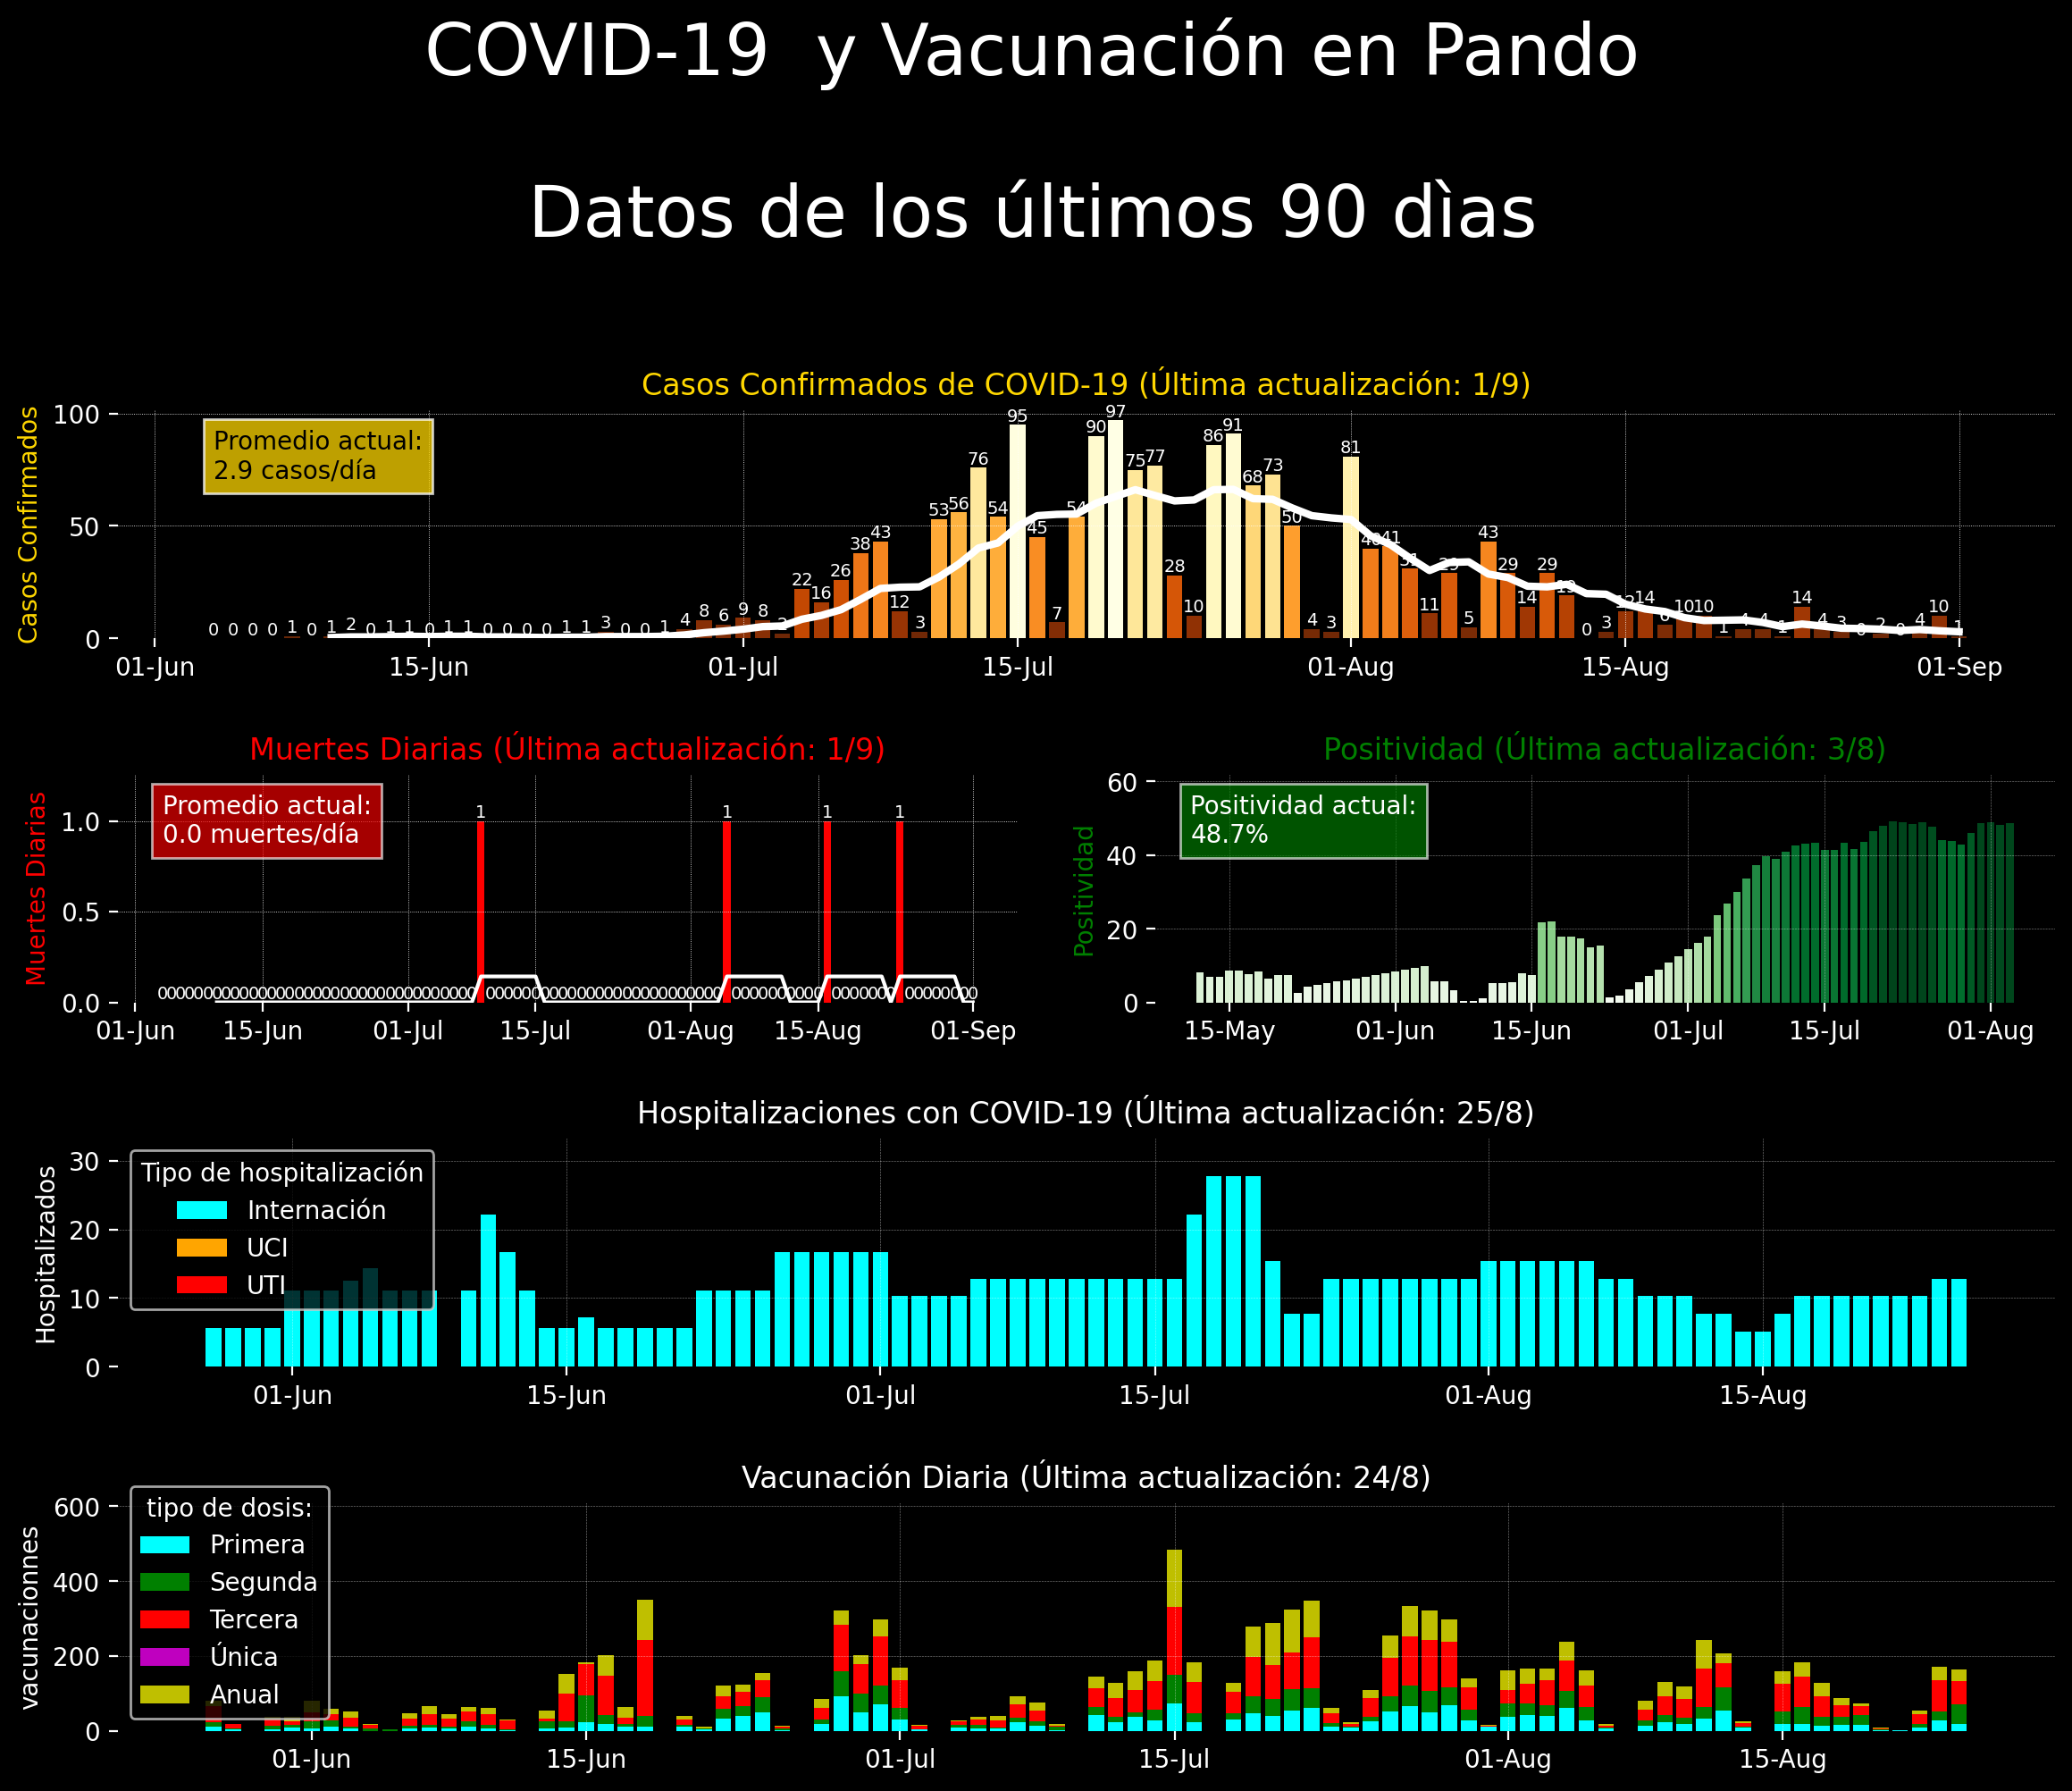 COVID-19  y Vacunación en Pando
Datos de los últimos 90 dìas
Casos Confirmados de COVID-19 (Última actualización: 1/9)
Casos Confirmados
100
50
0
Promedio actual:
2.9 casos/día
0 0 0 0 1 0 1 2 0 1 1 0 1 1 0 0 0 0 1 1 3 0 0 1 4 8 6 9 8 2 22 16 26 38 43 12 3 53 56 76 54 95 45 7 54 90 97 75 77 28 10 86 91 68 73 50 4 3 81 40 41 31 11 29 5 43 29 14 29 19 0 3 12 14 6 10 10 1 4 4 1 14 4 3 0 2 0 4 10 1
01-Jun 15-Jun 01-Jul 15-Jul 01-Aug 15-Aug 01-Sep
Muertes Diarias (Última actualización: 1/9)
Muertes Diarias
1.0
0.5
0.0
Promedio actual:
0.0 muertes/día
1 1 1 1
01-Jun 15-Jun 01-Jul 15-Jul 01-Aug 15-Aug 01-Sep
Positividad (Última actualización: 3/8)
Positividad
60
40
20
0
Positividad actual:
48.7%
15-May 01-Jun 15-Jun 01-Jul 15-Jul 01-Aug
Hospitalizaciones con COVID-19 (Última actualización: 25/8)
Hospitalizados
30
20
10
0
Tipo de hospitalización
Internación
UCI
UTI
01-Jun 15-Jun 01-Jul 15-Jul 01-Aug 15-Aug
Vacunación Diaria (Última actualización: 24/8)
vacunacionnes
600
400
200
0
tipo de dosis:
Primera
Segunda
Tercera
Única
Anual
01-Jun 15-Jun 01-Jul 15-Jul 01-Aug 15-Aug